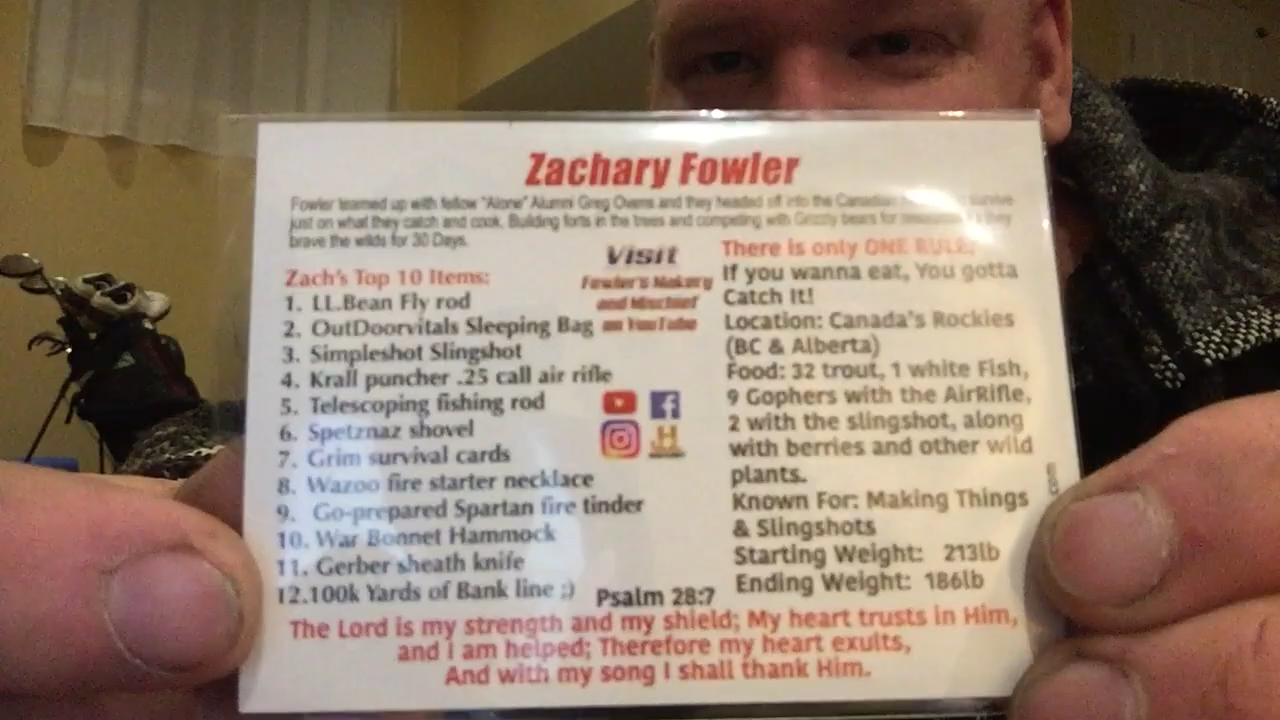 Zachary Fowler
Fowler teamed up with fellow "Alone" Alumni Greg Ovens and they headed off into the Canadian survive
just on what they catch and cook. Building forts in the trees and competing with Grizzly bears for they
brave the wilds for 30 Days.
Zach's Top 10 Items:
1. LL.Bean Fly rod
2. OutDoorvitals Sleeping Bag
3. Simpleshot Slingshot
4. Krall puncher .25 call air rifle
5. Telescoping fishing rod
6. Spetznaz shovel
7. Grim survival cards
8. Wazoo fire starter necklace
9. Go-prepared Spartan fire tinder
10. War Bonnet Hammock
11. Gerber sheath knife
12.100k Yards of Bank line :)
Visit
Fowler's Makery
and Mischief
on YouTube
There is only ONE RULE:
If you wanna eat, You gotta
Catch It!
Location: Canada's Rockies
(BC & Alberta)
Food: 32 trout, 1 white Fish,
9 Gophers with the AirRifle,
2 with the slingshot, along
with berries and other wild
plants.
Known For: Making Things
& Slingshots
Starting Weight: 213lb
Ending Weight: 186lb
Psalm 28:7
The Lord is my strength and my shield; My heart trusts in Him,
and I am helped; Therefore my heart exults,
And with my song I shall thank Him.